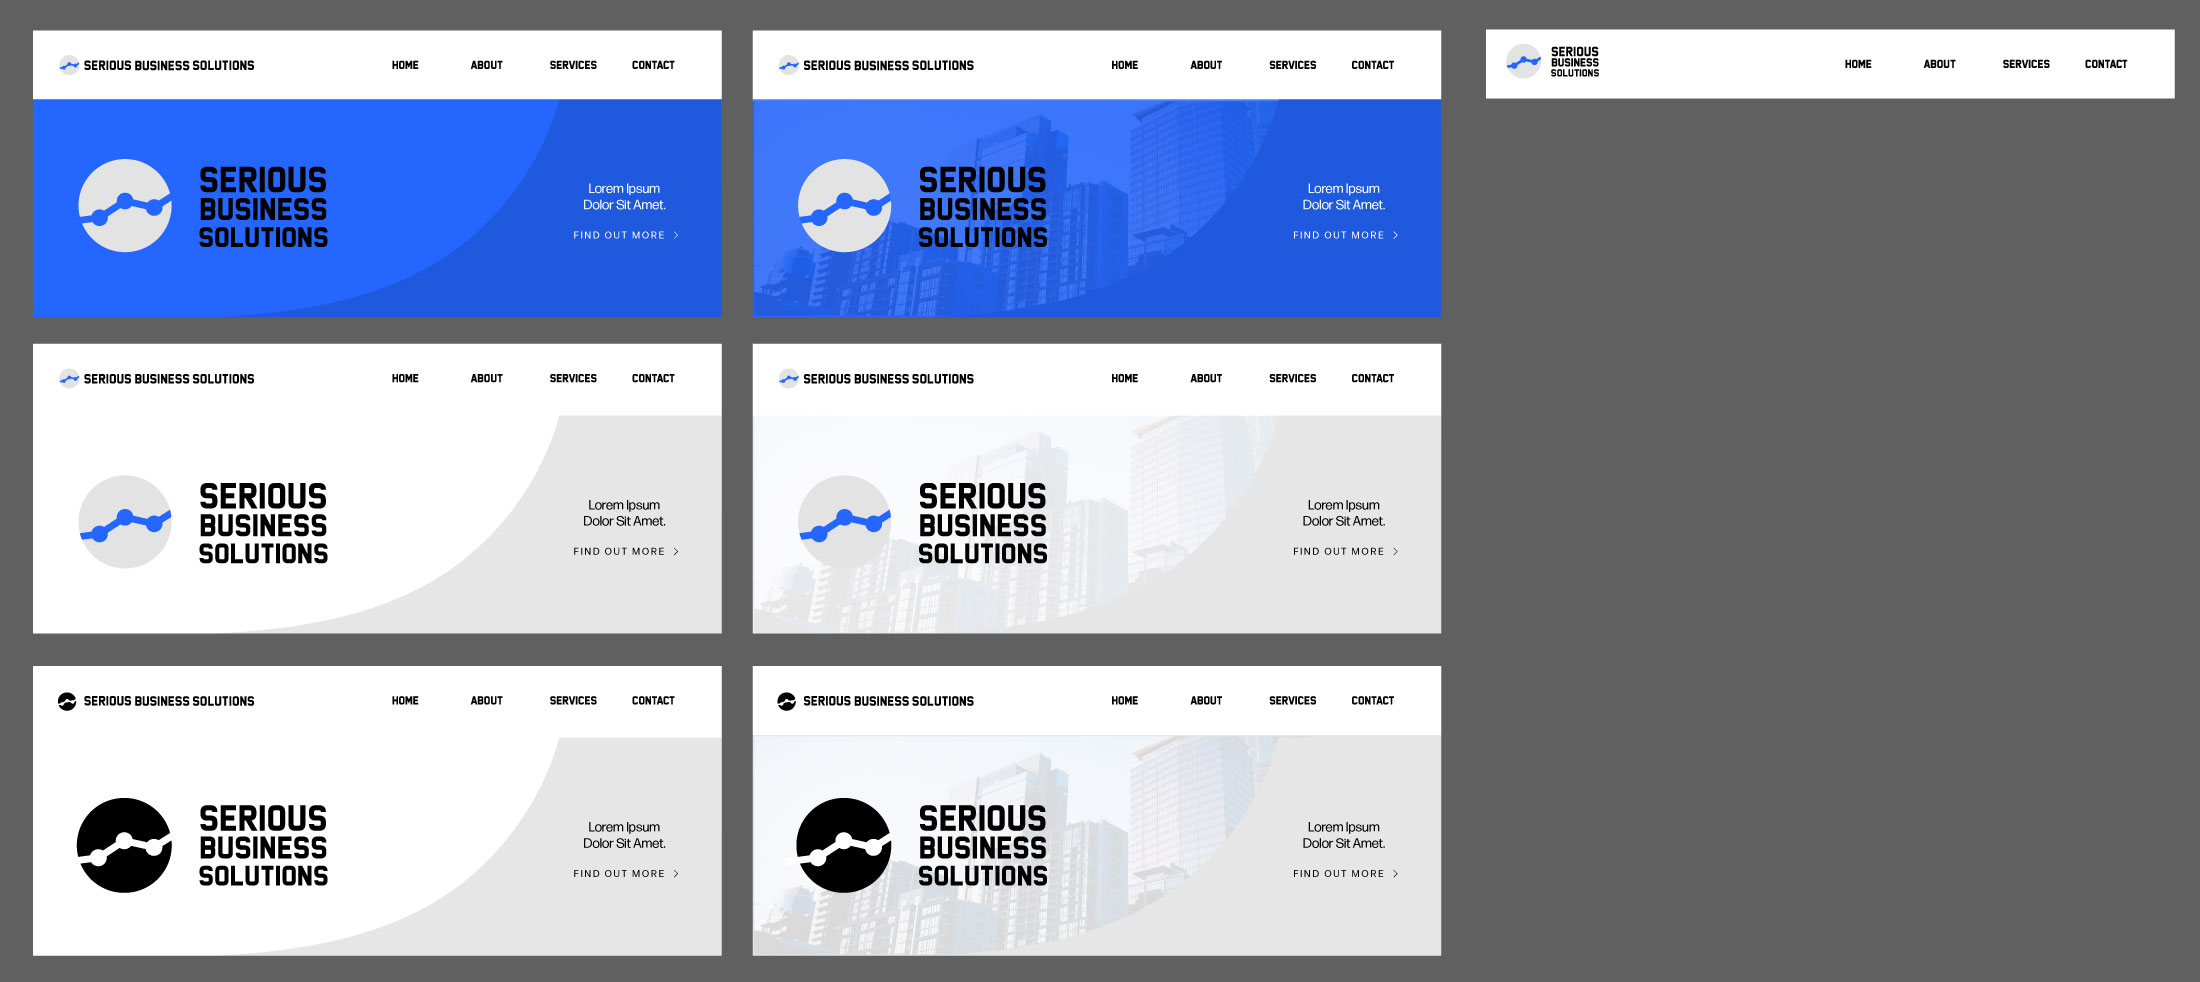 SERIOUS BUSINESS SOLUTIONS HOME ABOUT SERVICES CONTACT
SERIOUS
BUSINESS
SOLUTIONS
Lorem Ipsum
Dolor Sit Amet.
FIND OUT MORE >
SERIOUS BUSINESS SOLUTIONS HOME ABOUT SERVICES CONTACT
SERIOUS
BUSINESS
SOLUTIONS
Lorem Ipsum
Dolor Sit Amet.
FIND OUT MORE >
SERIOUS
BUSINESS
SOLUTIONS
HOME ABOUT SERVICES CONTACT
SERIOUS BUSINESS SOLUTIONS HOME ABOUT SERVICES CONTACT
SERIOUS
BUSINESS
SOLUTIONS
Lorem Ipsum
Dolor Sit Amet.
FIND OUT MORE >
SERIOUS BUSINESS SOLUTIONS HOME ABOUT SERVICES CONTACT
SERIOUS
BUSINESS
SOLUTIONS
Lorem Ipsum
Dolor Sit Amet.
FIND OUT MORE >
SERIOUS BUSINESS SOLUTIONS HOME ABOUT SERVICES CONTACT
SERIOUS
BUSINESS
SOLUTIONS
Lorem Ipsum
Dolor Sit Amet.
FIND OUT MORE >
SERIOUS BUSINESS SOLUTIONS HOME ABOUT SERVICES CONTACT
SERIOUS
BUSINESS
SOLUTIONS
Lorem Ipsum
Dolor Sit Amet.
FIND OUT MORE >